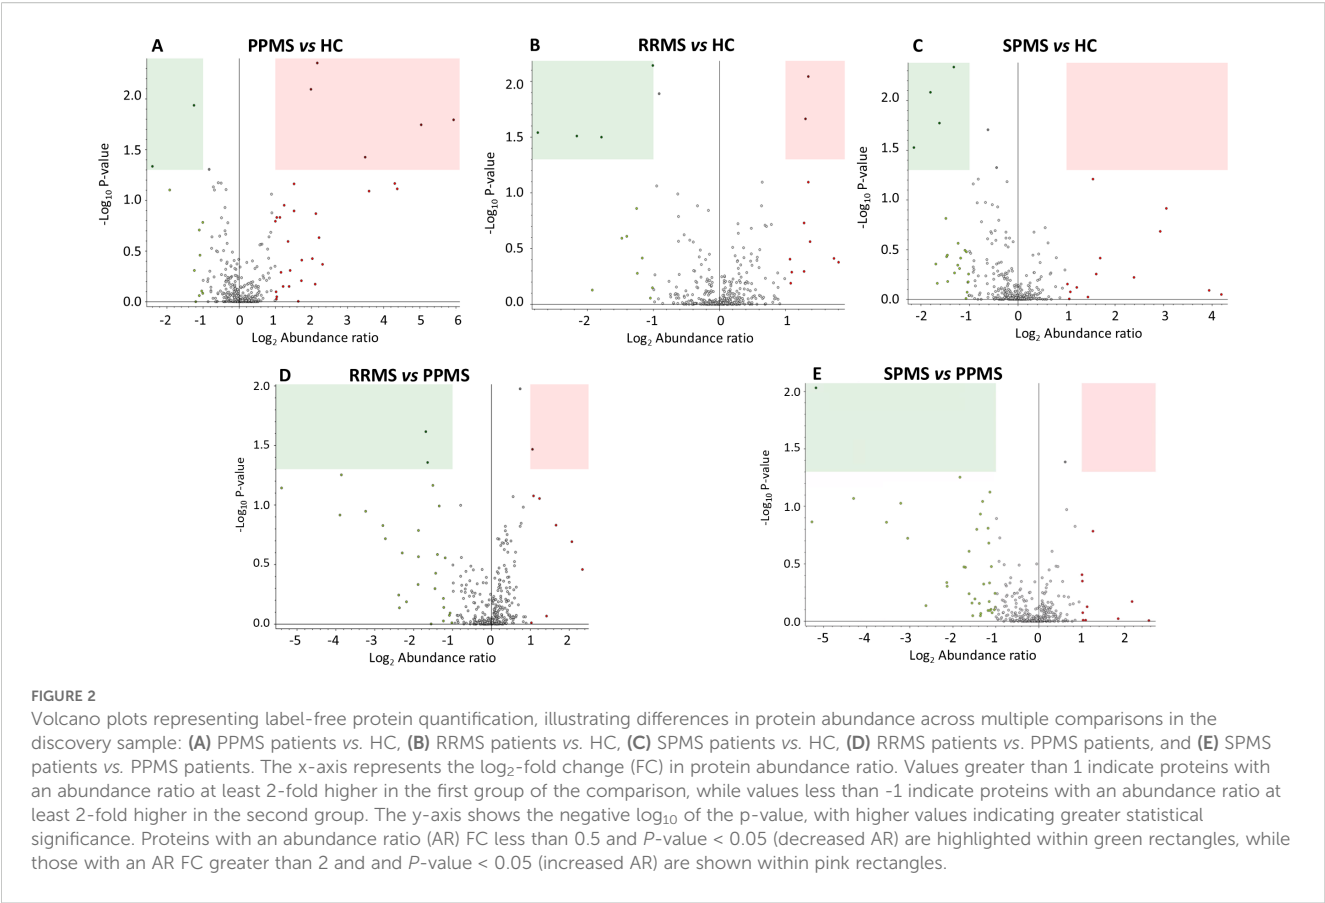 A
PPMS vs HC
2.0
1.5
1.0
0.5
0.0
-Log10 P-value
-2 -1 0 1 2 3 4 5 6
Log2 Abundance ratio
B
RRMS vs HC
2.0
1.5
1.0
0.5
0.0
-Log10 P-value
-2 -1 0 1
Log2 Abundance ratio
C
SPMS vs HC
2.0
1.5
1.0
0.5
0.0
-Log10 P-value
-2 -1 0 1 2 3 4
Log2 Abundance ratio
D
RRMS vs PPMS
2.0
1.5
1.0
0.5
0.0
-Log10 P-value
-5 -4 -3 -2 -1 0 1 2
Log2 Abundance ratio
E
SPMS vs PPMS
2.0
1.5
1.0
0.5
0.0
-Log10 P-value
-5 -4 -3 -2 -1 0 1 2
Log2 Abundance ratio
FIGURE 2
Volcano plots representing label-free protein quantification, illustrating differences in protein abundance across multiple comparisons in the
discovery sample: (A) PPMS patients vs. HC, (B) RRMS patients vs. HC, (C) SPMS patients vs. HC, (D) RRMS patients vs. PPMS patients, and (E) SPMS
patients vs. PPMS patients. The x-axis represents the log2-fold change (FC) in protein abundance ratio. Values greater than 1 indicate proteins with
an abundance ratio at least 2-fold higher in the first group of the comparison, while values less than -1 indicate proteins with an abundance ratio at
least 2-fold higher in the second group. The y-axis shows the negative log10 of the p-value, with higher values indicating greater statistical
significance. Proteins with an abundance ratio (AR) FC less than 0.5 and P-value < 0.05 (decreased AR) are highlighted within green rectangles, while
those with an AR FC greater than 2 and and P-value < 0.05 (increased AR) are shown within pink rectangles.